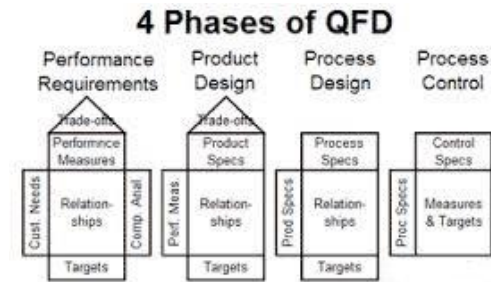 4 Phases of QFD
Performance
Requirements
Trade-offs
Performnce
Measures
Cust. Needs
Relation-
ships
Comp. Anal.
Targets
Product
Design
Trade-offs
Product
Specs
Perf. Meas.
Relation-
ships
Targets
Process
Design
Process
Specs
Prod Specs
Relation-
ships
Targets
Process
Control
Control
Specs
Proc Specs
Measures
& Targets